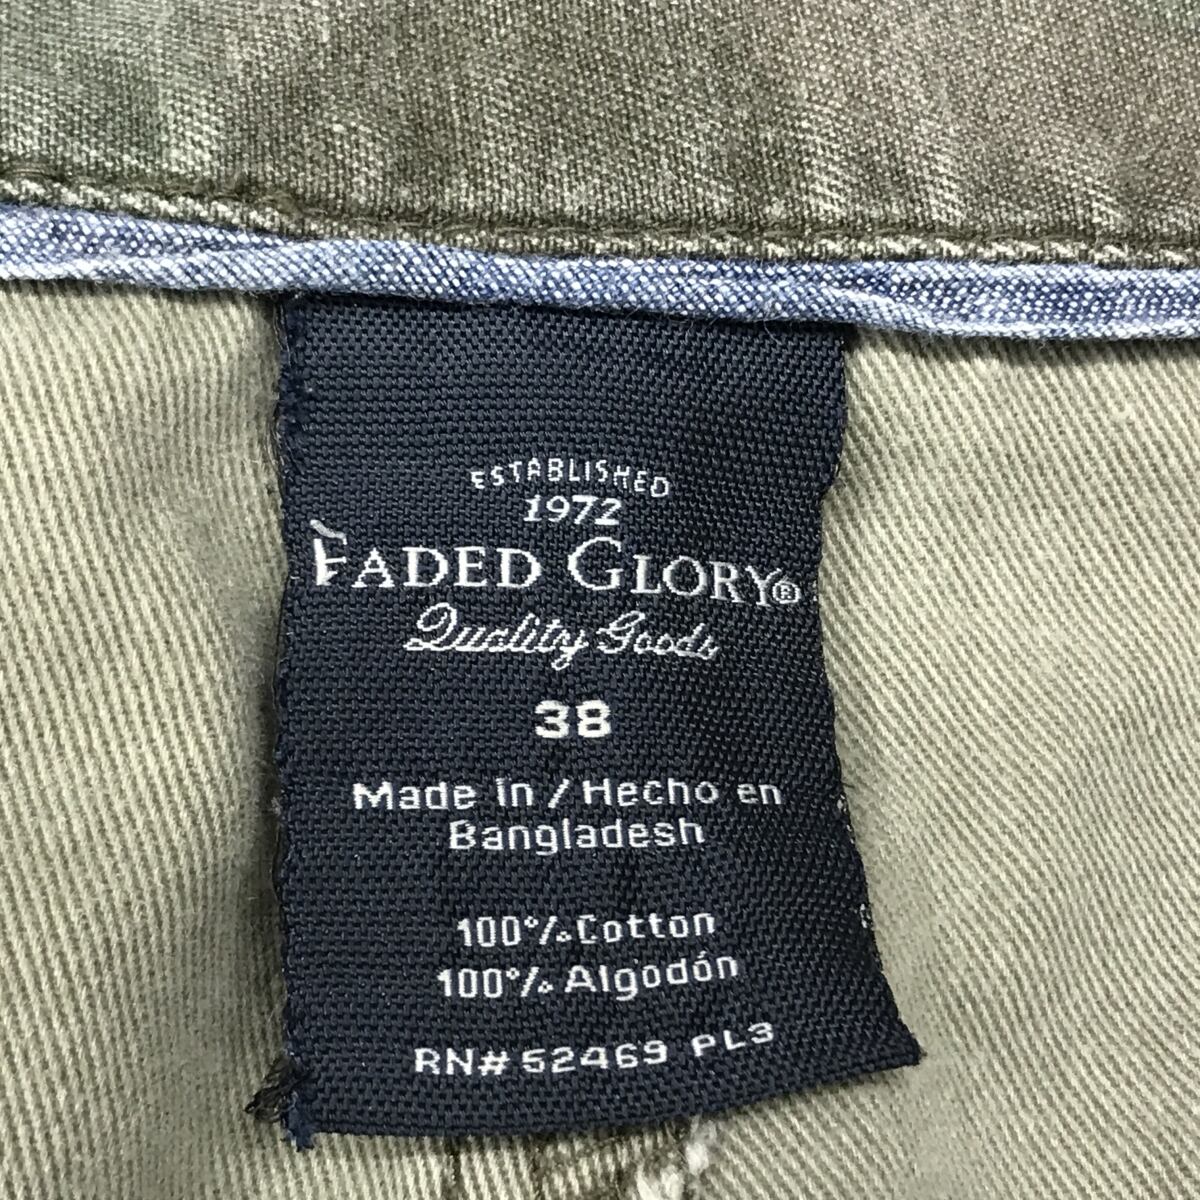 ESTABLISHED
1972
FADED GLORY®
Quality Goods
38
Made in / Hecho en
Bangladesh
100% Cotton
100% Algodón
RN# 52469 PL3